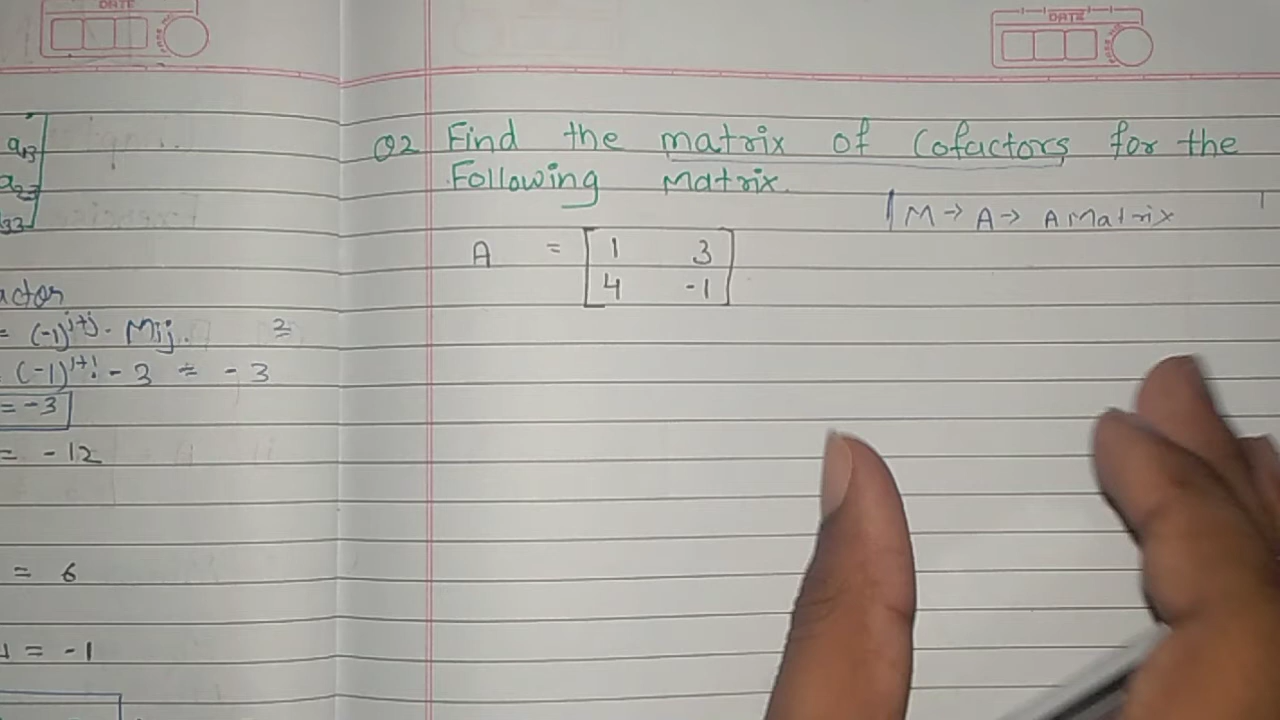 DATE
DATE
a13
a23
a33
Q2 Find the matrix of Cofactors for the
Following Matrix.
M → A → A Matrix
A = [ 1 3
4 -1 ]
= (-1)^{i+j} . Mij.
(-1)^{1+1} . - 3 = - 3
= -3
= -12
= 6
= -1